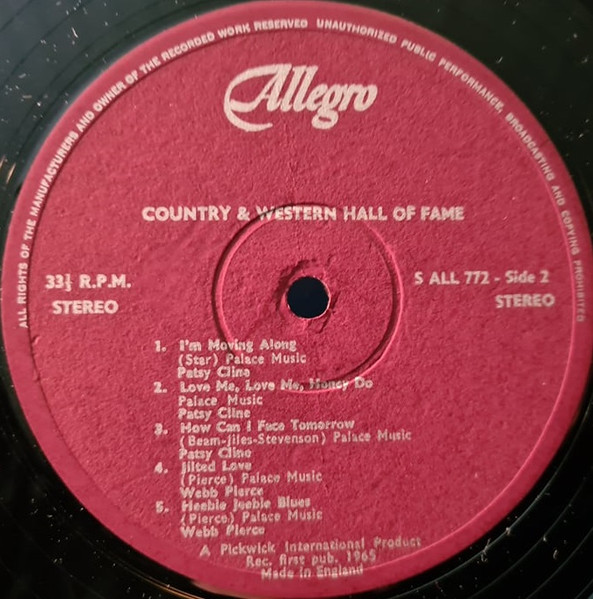 ALL RIGHTS OF THE MANUFACTURERS AND OWNER OF THE RECORDED WORK RESERVED UNAUTHORIZED PUBLIC PERFORMANCE, BROADCASTING AND COPYING PROHIBITED
Allegro
COUNTRY & WESTERN HALL OF FAME
33⅓ R.P.M. S ALL 772 - Side 2
STEREO STEREO
1. I'm Moving Along
(Star) Palace Music
Patsy Cline
2. Love Me, Love Me, Honey Do
Palace Music
Patsy Cline
3. How Can I Face Tomorrow
(Beam-Jiles-Stevenson) Palace Music
Patsy Cline
4. Jilted Love
(Pierce) Palace Music
Webb Pierce
5. Heebie Jeebie Blues
(Pierce) Palace Music
Webb Pierce
A Pickwick International Product
Rec. first pub. 1965
Made in England